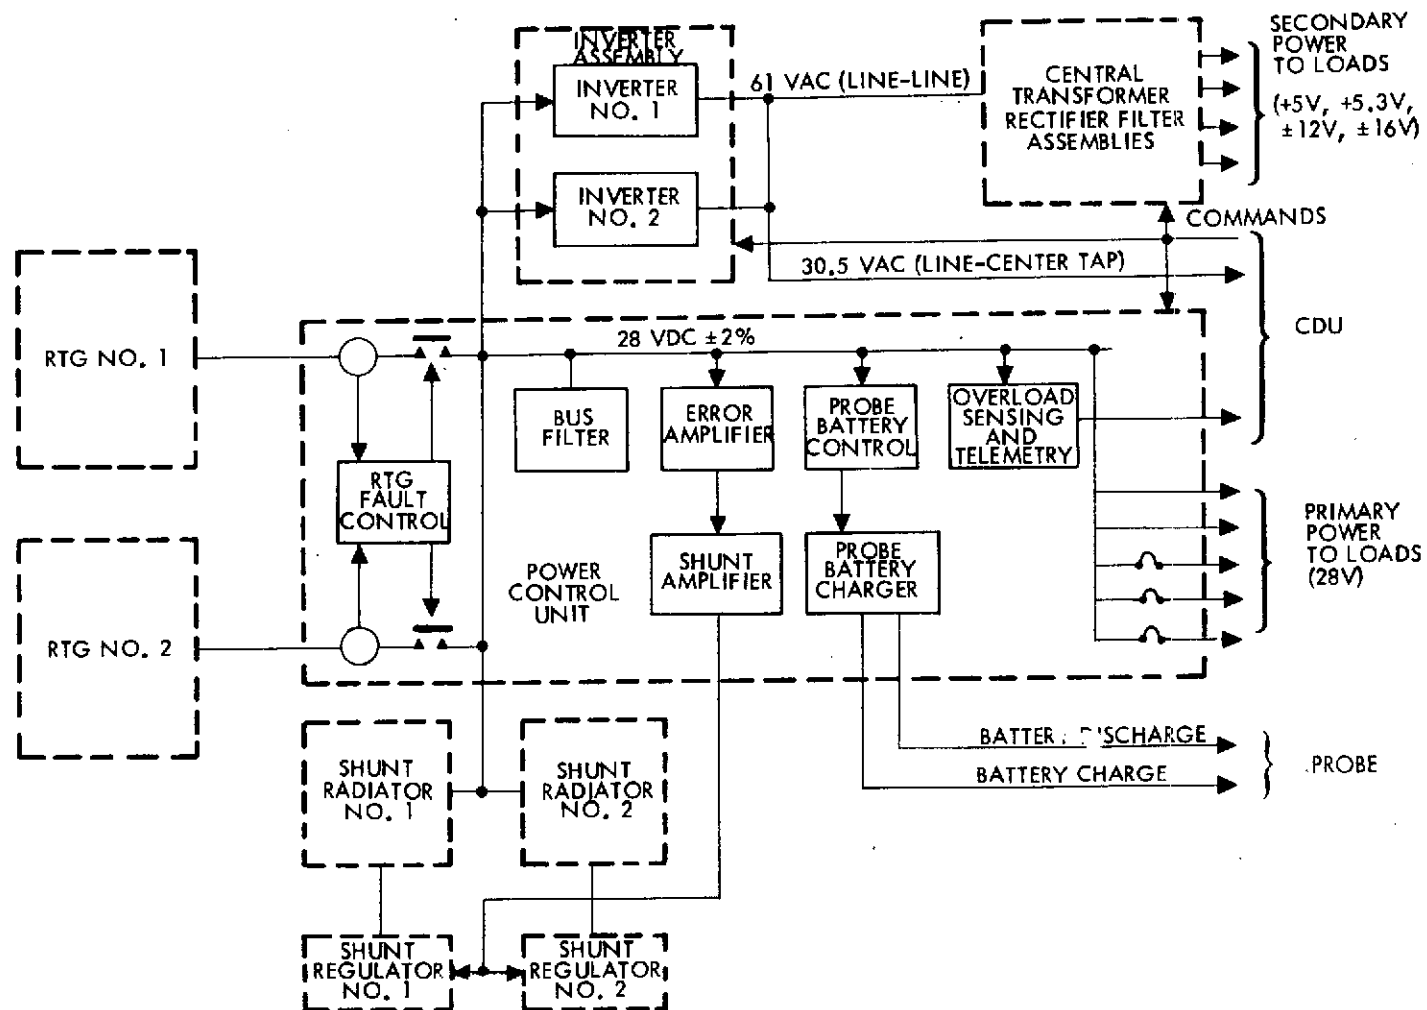 INVERTER
ASSEMBLY
INVERTER
NO. 1
INVERTER
NO. 2
61 VAC (LINE-LINE)
CENTRAL
TRANSFORMER
RECTIFIER FILTER
ASSEMBLIES
SECONDARY
POWER
TO LOADS
(+5V, +5.3V,
±12V, ±16V)
COMMANDS
30.5 VAC (LINE-CENTER TAP)
CDU
RTG NO. 1
28 VDC ±2%
BUS
FILTER
ERROR
AMPLIFIER
PROBE
BATTERY
CONTROL
OVERLOAD
SENSING
AND
TELEMETRY
RTG
FAULT
CONTROL
POWER
CONTROL
UNIT
SHUNT
AMPLIFIER
PROBE
BATTERY
CHARGER
PRIMARY
POWER
TO LOADS
(28V)
RTG NO. 2
SHUNT
RADIATOR
NO. 1
SHUNT
RADIATOR
NO. 2
BATTERY CHARGE
PROBE
SHUNT
REGULATOR
NO. 1
SHUNT
REGULATOR
NO. 2